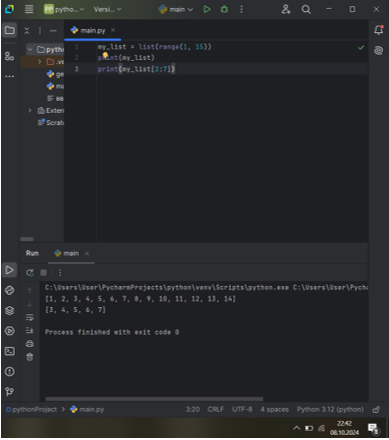 PP pytho...
Versi...
main
main.py
pytho
.ve
ge
ma
Exter
Scrat
1 my_list = list(range(1, 15))
2 print(my_list)
3 print(my_list[2:7])
Run main
C:\Users\User\PycharmProjects\python\venv\Scripts\python.exe C:\Users\User\Pych
[1, 2, 3, 4, 5, 6, 7, 8, 9, 10, 11, 12, 13, 14]
[3, 4, 5, 6, 7]
Process finished with exit code 0
pythonProject > main.py 3:20 CRLF UTF-8 4 spaces Python 3.12 (python)
22:42
08.10.2024